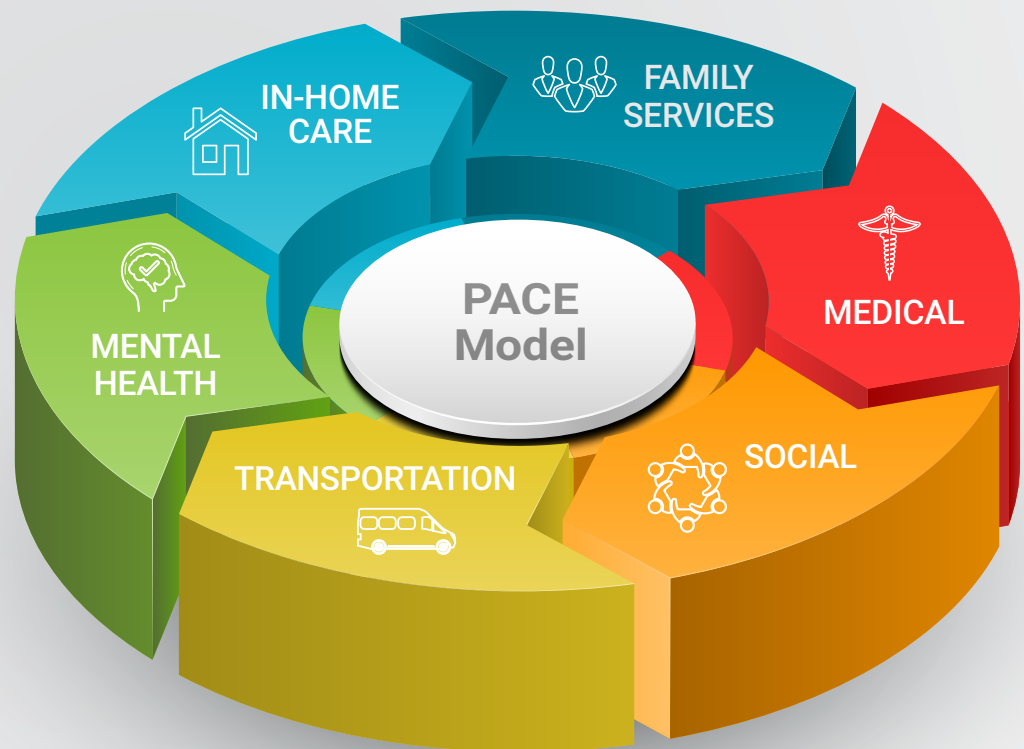 PACE
Model
FAMILY
SERVICES
MEDICAL
SOCIAL
TRANSPORTATION
MENTAL
HEALTH
IN-HOME
CARE